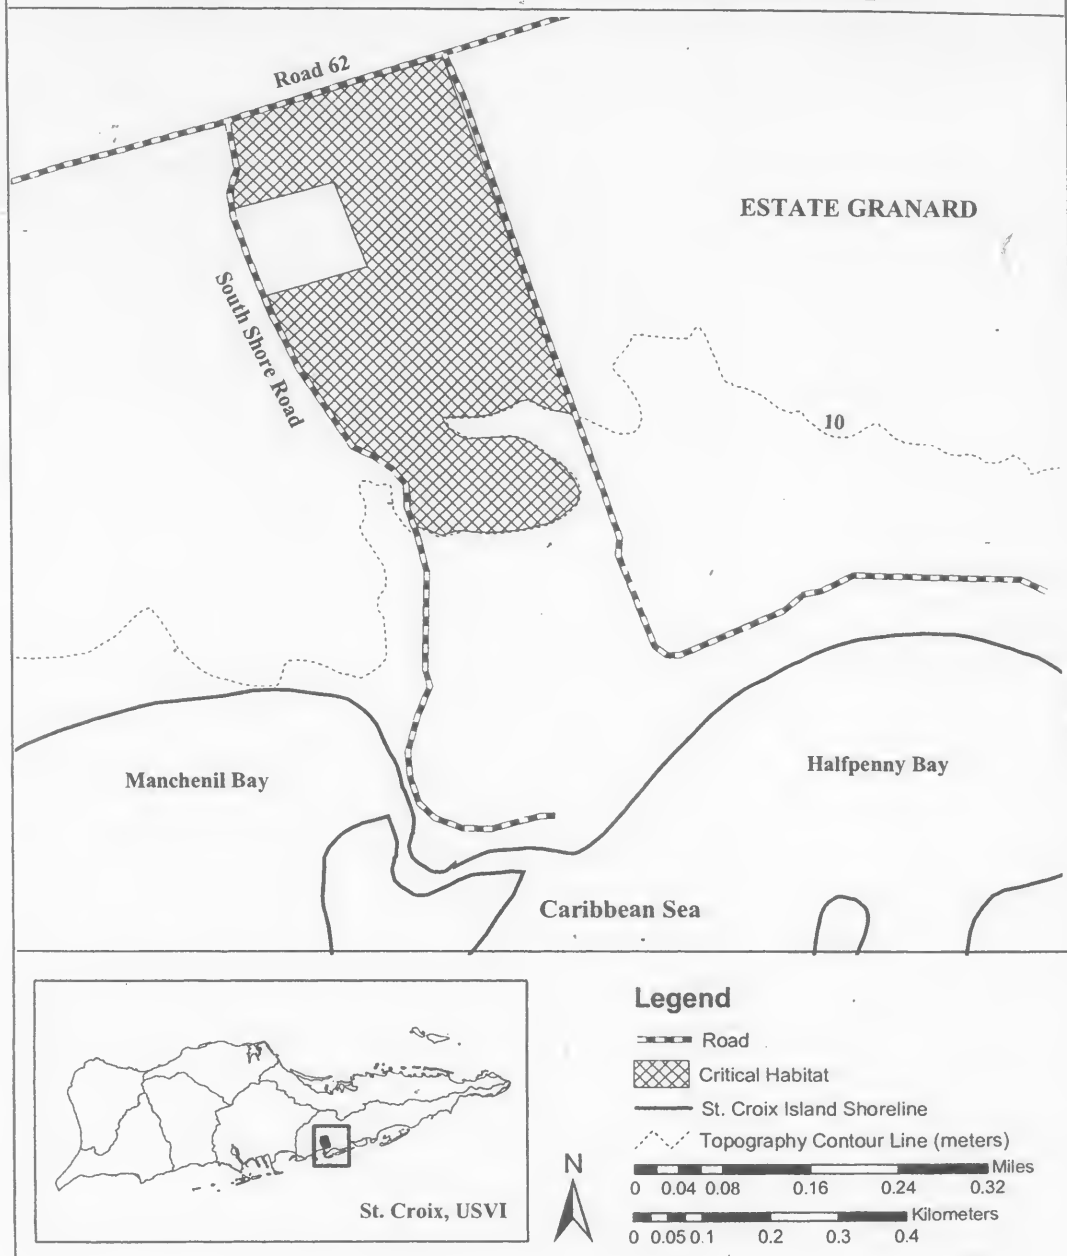 Road 62
ESTATE GRANARD
South Shore Road
10
Manchenil Bay
Halfpenny Bay
Caribbean Sea
Legend
Road
Critical Habitat
St. Croix Island Shoreline
Topography Contour Line (meters)
Miles
0 0.04 0.08 0.16 0.24 0.32
Kilometers
0 0.05 0.1 0.2 0.3 0.4
N
St. Croix, USVI